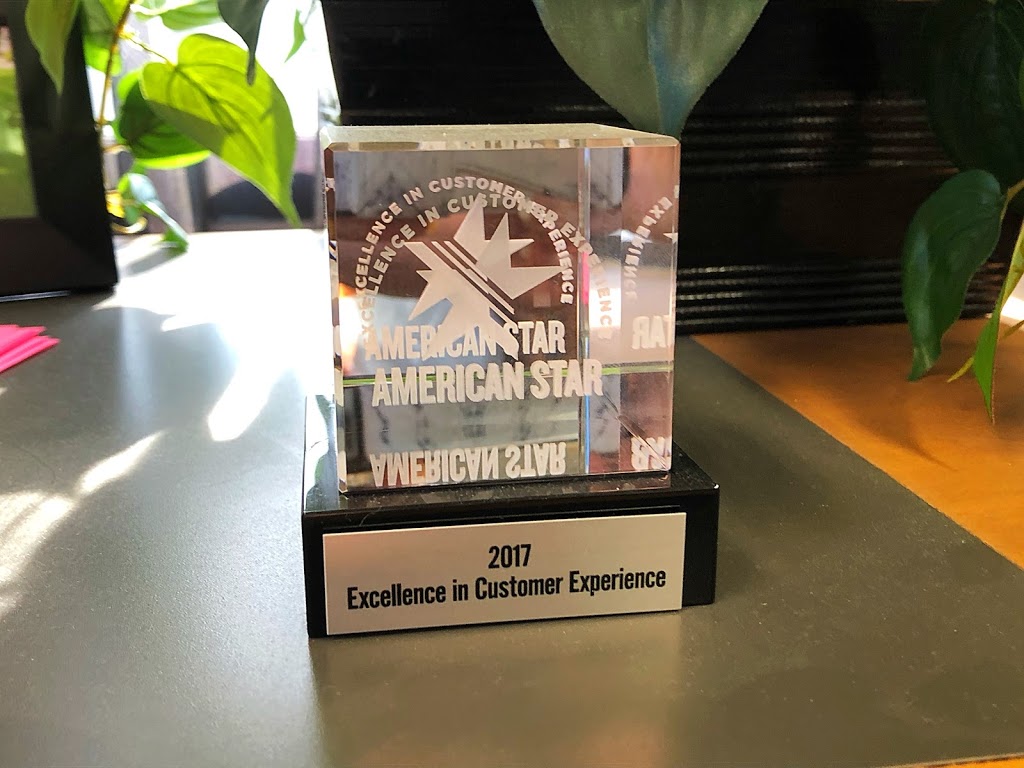 EXCELLENCE IN CUSTOMER EXPERIENCE
AMERICAN STAR
2017
Excellence in Customer Experience